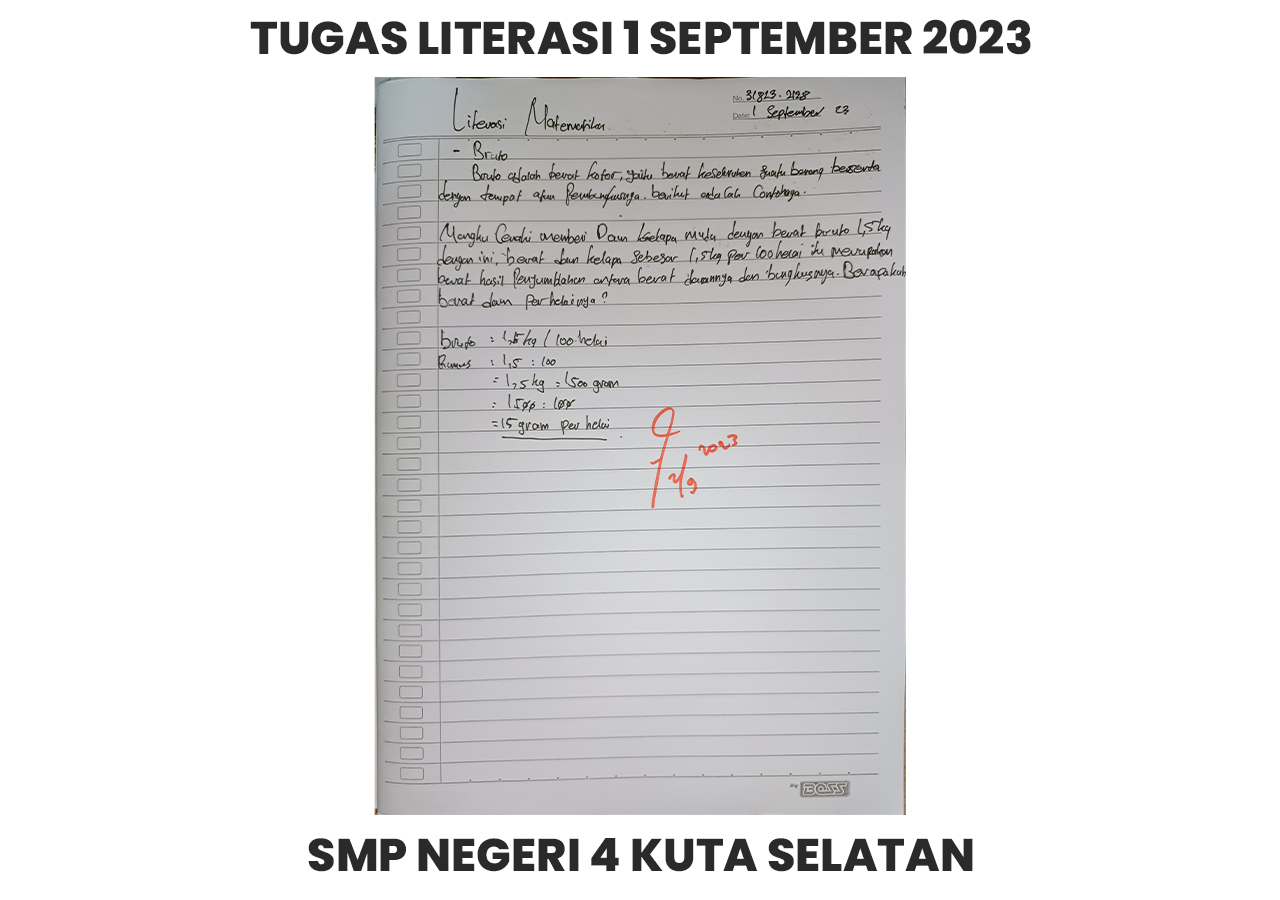 TUGAS LITERASI 1 SEPTEMBER 2023
Literasi Matematika
No. 31823.2128
Date: 1 September 23
- Bruto
Bruto adalah berat kotor, yaitu berat keseluruhan suatu barang beserta
dengan tempat atau Pembungkusnya. berikut adalah Contohnya.
Mangku membeli Daun kelapa muda dengan berat bruto 1,5 kg
dengan ini, berat daun kelapa sebesar 1,5 kg per 100 helai itu merupakan
berat hasil Penjumblahan antara berat daunnya dan bungkusnya. Berapakah
berat daun per helainya?
bruto : 1,5 kg / 100 helai
Rumus : 1,5 : 100
= 1,5 kg = 1500 gram
= 1500 : 100
= 15 gram per helai
2/9 2023
By BOSS
SMP NEGERI 4 KUTA SELATAN